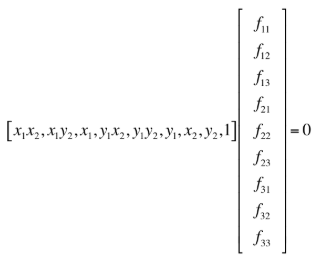 f₁₁
f₁₂
f₁₃
f₂₁
[x₁x₂, x₁y₂, x₁, y₁x₂, y₁y₂, y₁, x₂, y₂, 1] f₂₂ = 0
f₂₃
f₃₁
f₃₂
f₃₃